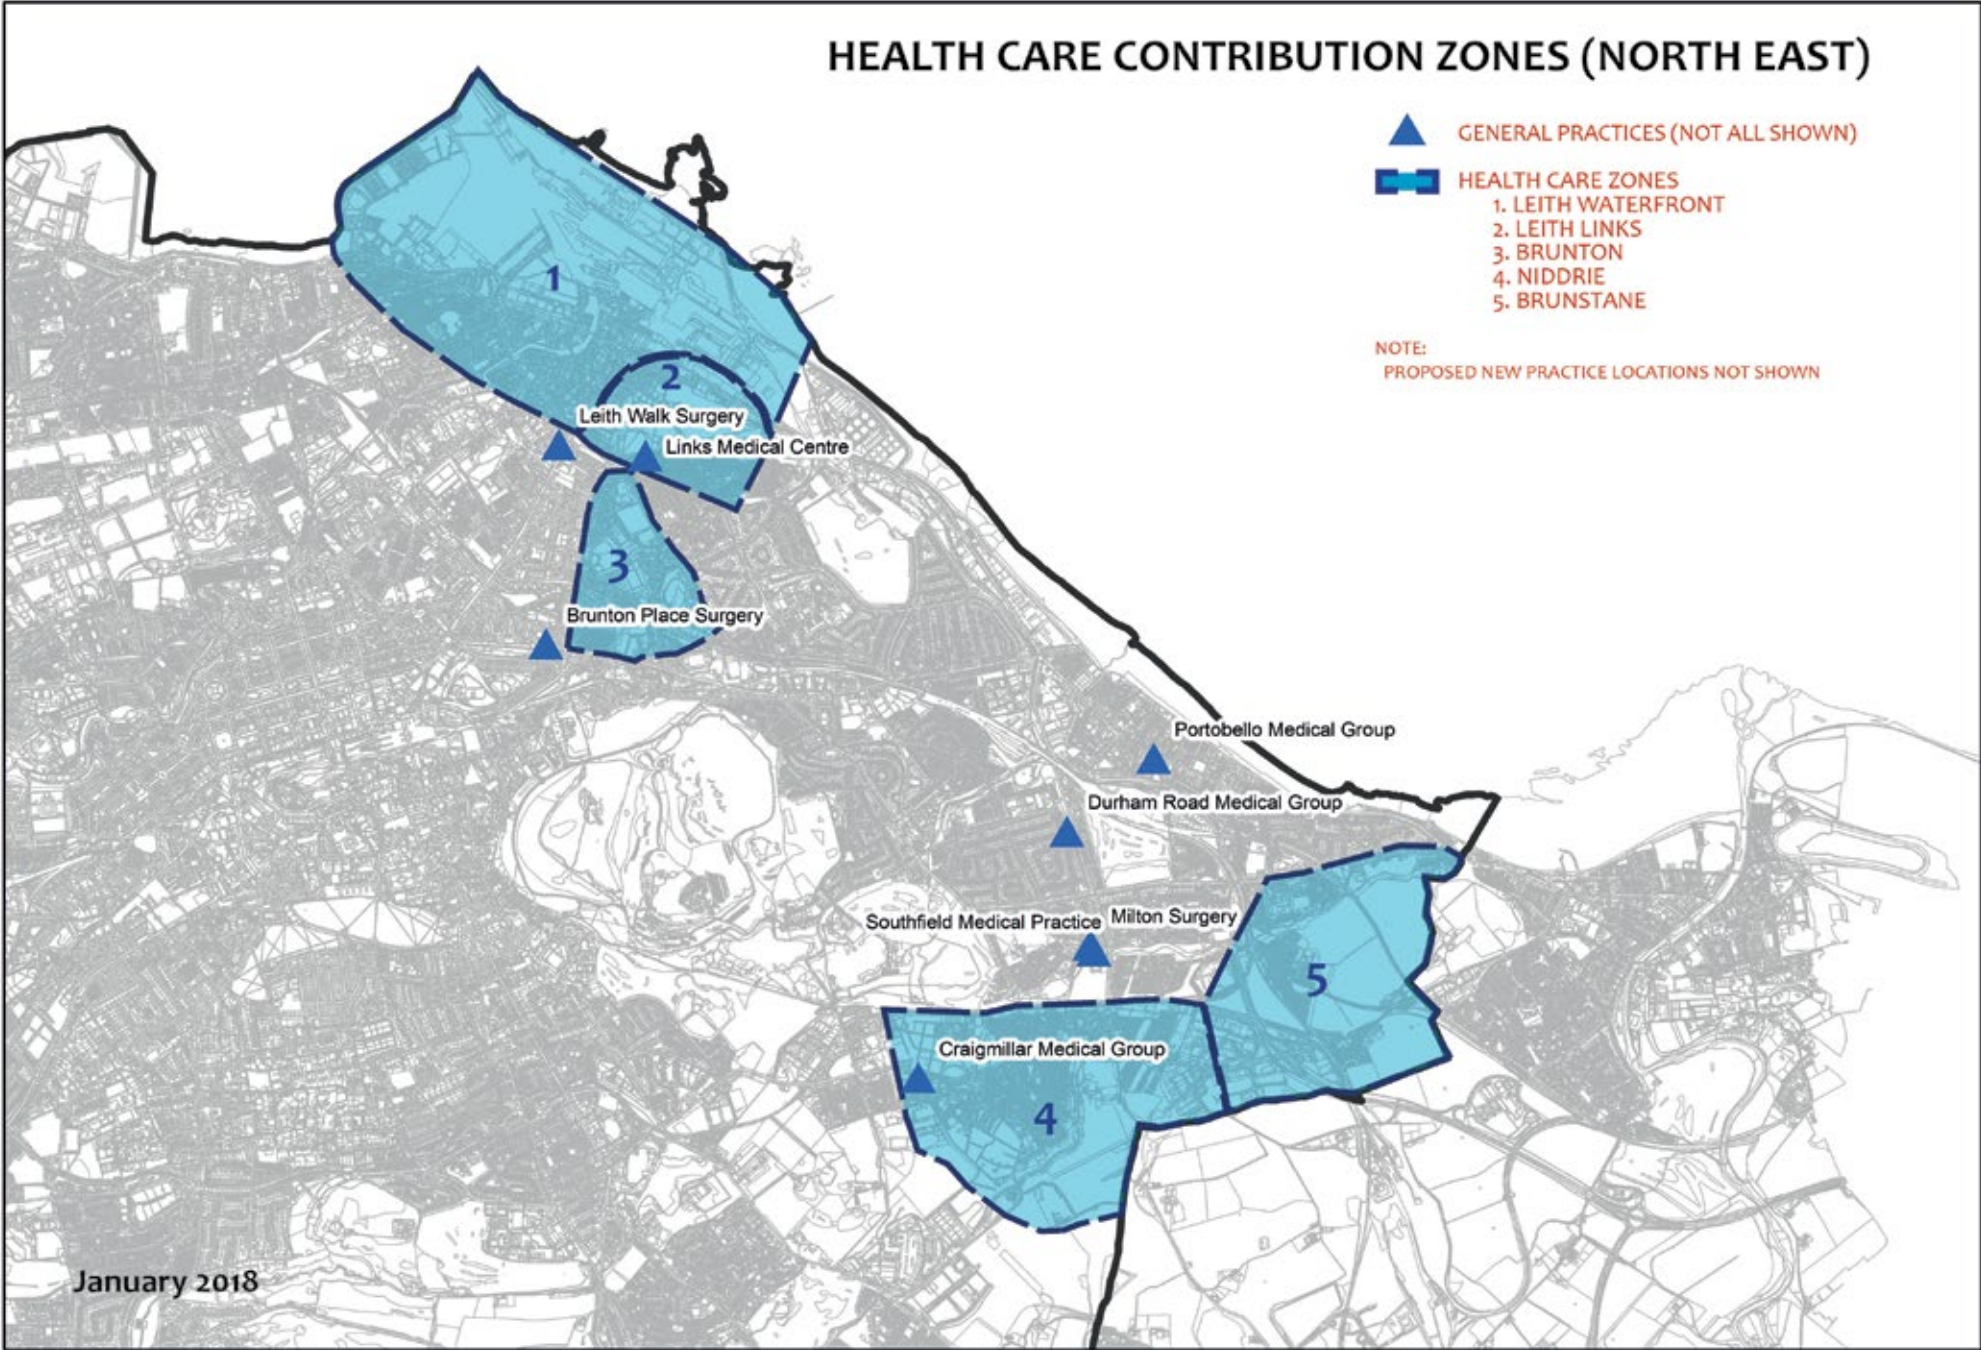 HEALTH CARE CONTRIBUTION ZONES (NORTH EAST)
GENERAL PRACTICES (NOT ALL SHOWN)
HEALTH CARE ZONES
1. LEITH WATERFRONT
2. LEITH LINKS
3. BRUNTON
4. NIDDRIE
5. BRUNSTANE
NOTE:
PROPOSED NEW PRACTICE LOCATIONS NOT SHOWN
1
2
Leith Walk Surgery
Links Medical Centre
3
Brunton Place Surgery
Portobello Medical Group
Durham Road Medical Group
Southfield Medical Practice
Milton Surgery
5
Craigmillar Medical Group
4
January 2018